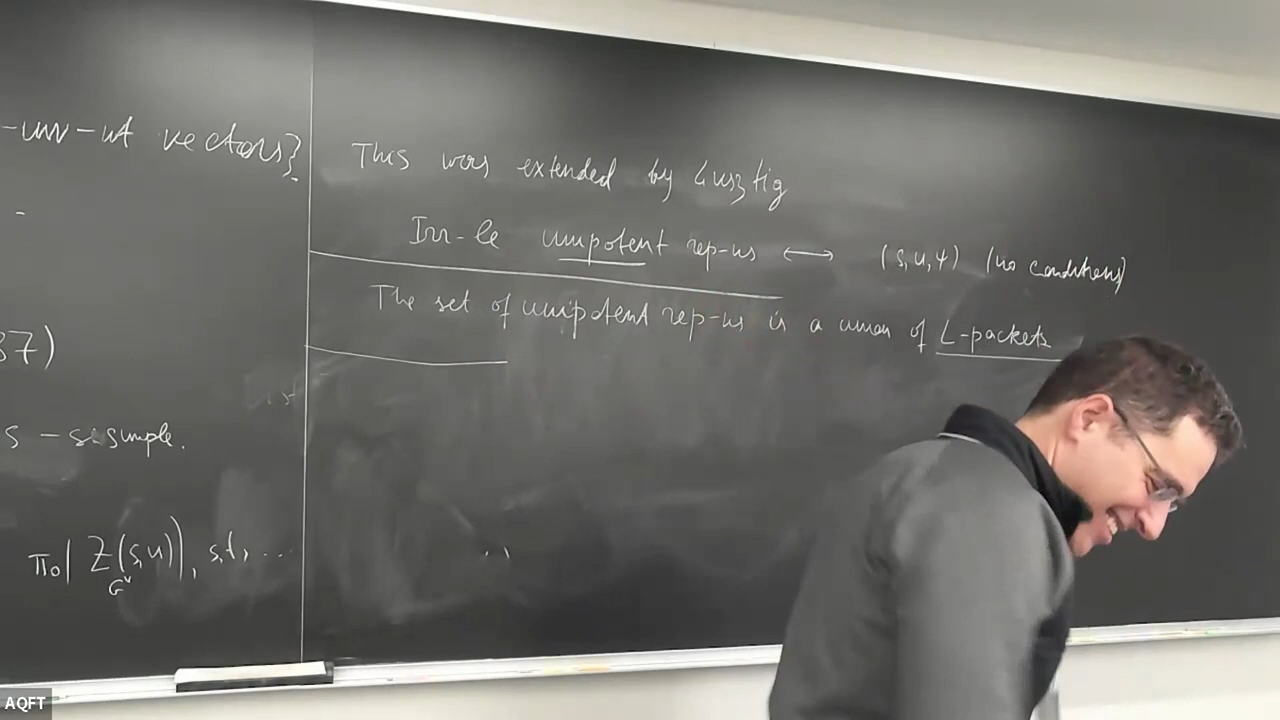 -unr-wt vectors}
37)
s – s. simple.
π₀( Z_{G^∨}(s,u)), s.t, ...
This was extended by Lusztig
Irr-le unipotent rep-ns ⟷ (s,u,ψ) (no conditions)
The set of unipotent rep-ns is a union of L-packets
AQFT